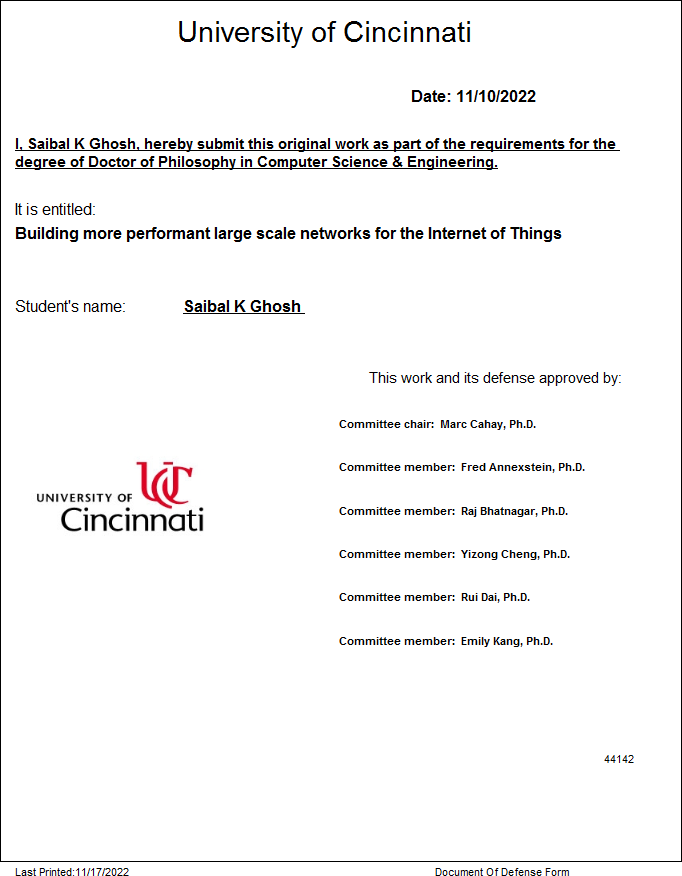 University of Cincinnati
Date: 11/10/2022
I, Saibal K Ghosh, hereby submit this original work as part of the requirements for the
degree of Doctor of Philosophy in Computer Science & Engineering.
It is entitled:
Building more performant large scale networks for the Internet of Things
Student's name: Saibal K Ghosh
This work and its defense approved by:
Committee chair: Marc Cahay, Ph.D.
Committee member: Fred Annexstein, Ph.D.
Committee member: Raj Bhatnagar, Ph.D.
Committee member: Yizong Cheng, Ph.D.
Committee member: Rui Dai, Ph.D.
Committee member: Emily Kang, Ph.D.
UC
UNIVERSITY OF
Cincinnati
44142
Last Printed:11/17/2022 Document Of Defense Form